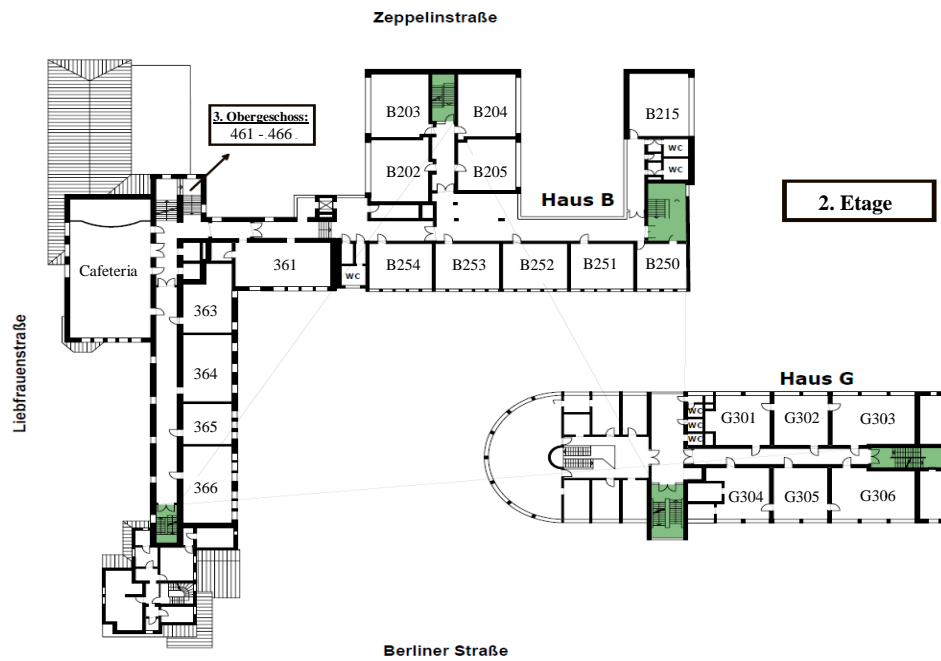 Zeppelinstraße
3. Obergeschoss:
461 - 466
B203
B204
B215
WC
WC
B202
B205
Haus B
2. Etage
Cafeteria
361
WC
B254
B253
B252
B251
B250
363
364
365
366
Liebfrauenstraße
Haus G
WC
WC
WC
G301
G302
G303
G304
G305
G306
Berliner Straße